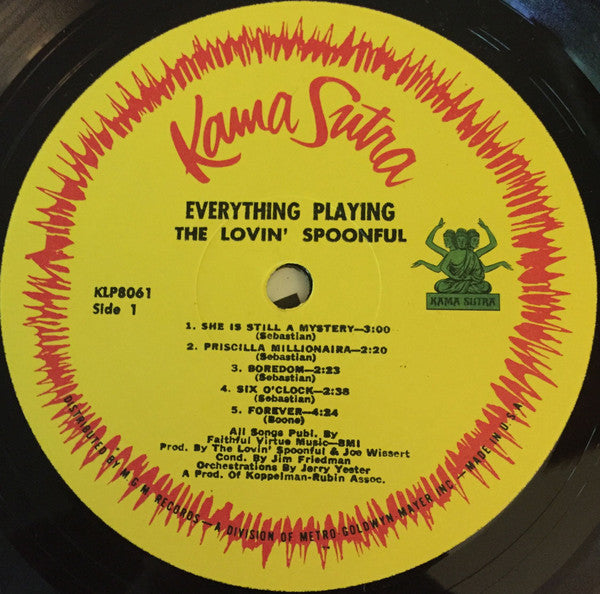 Kama Sutra
EVERYTHING PLAYING
THE LOVIN' SPOONFUL
KAMA SUTRA
KLP8061
Side 1
1. SHE IS STILL A MYSTERY—3:00
(Sebastian)
2. PRISCILLA MILLIONAIRA—2:20
(Sebastian)
3. BOREDOM—2:23
(Sebastian)
4. SIX O'CLOCK—2:38
(Sebastian)
5. FOREVER—4:24
(Boone)
All Songs Publ. By
Faithful Virtue Music—BMI
Prod. By The Lovin' Spoonful & Joe Wissert
Cond. By Jim Friedman
Orchestrations By Jerry Yester
A Prod. Of Koppelman-Rubin Assoc.
DISTRIBUTED BY M G M RECORDS—A DIVISION OF METRO-GOLDWYN-MAYER INC.—MADE IN U.S.A.